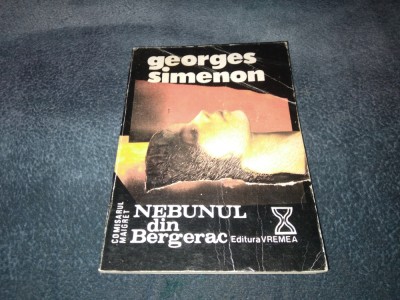 georges
simenon
COMISARUL
MAIGRET
NEBUNUL
din
Bergerac
Editura VREMEA